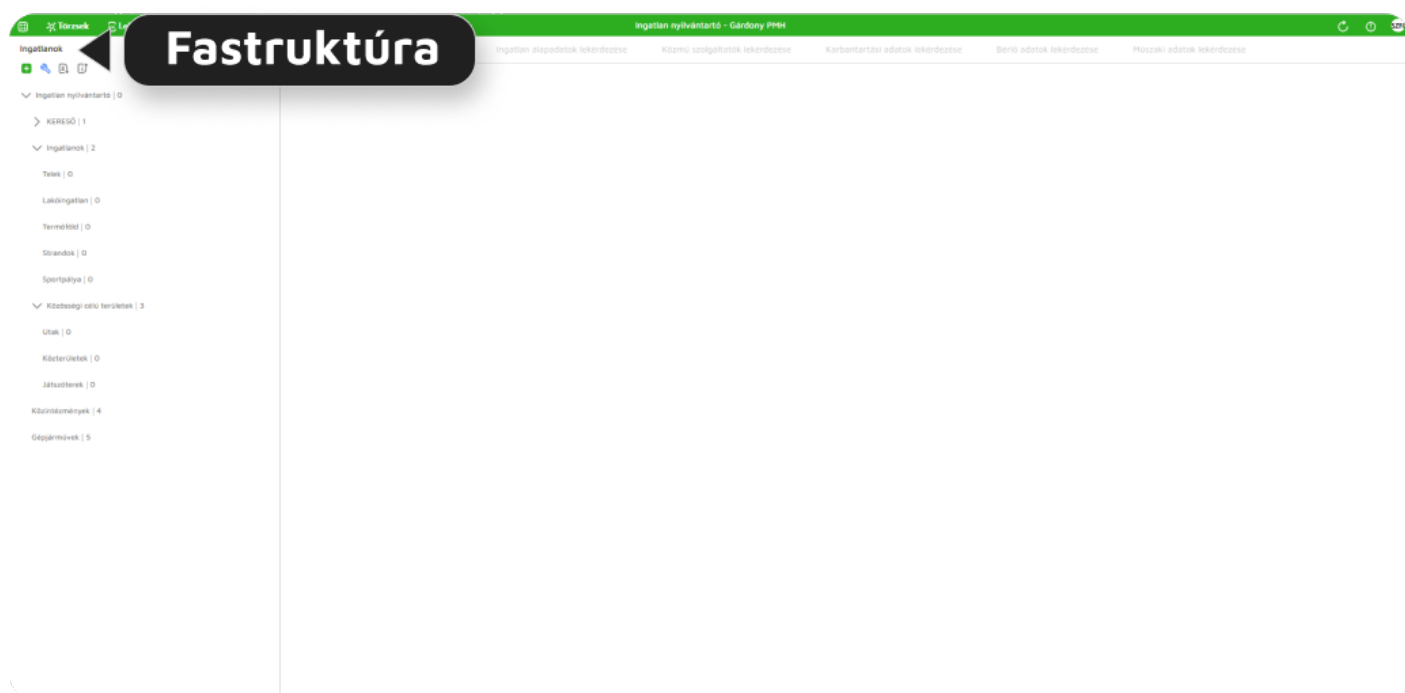 Törzsek
Ingatlan nyilvántartó - Gárdony PMH
Ingatlanok
Fastruktúra
Ingatlan alapadatok lekérdezése
Közmű szolgáltatók lekérdezése
Karbantartási adatok lekérdezése
Bérlő adatok lekérdezése
Műszaki adatok lekérdezése
Ingatlan nyilvántartó | 0
KERESŐ | 1
Ingatlanok | 2
Telek | 0
Lakóingatlan | 0
Termőföld | 0
Strandok | 0
Sportpálya | 0
Közösségi célú területek | 3
Utak | 0
Közterületek | 0
Játszóterek | 0
Közintézmények | 4
Gépjárművek | 5